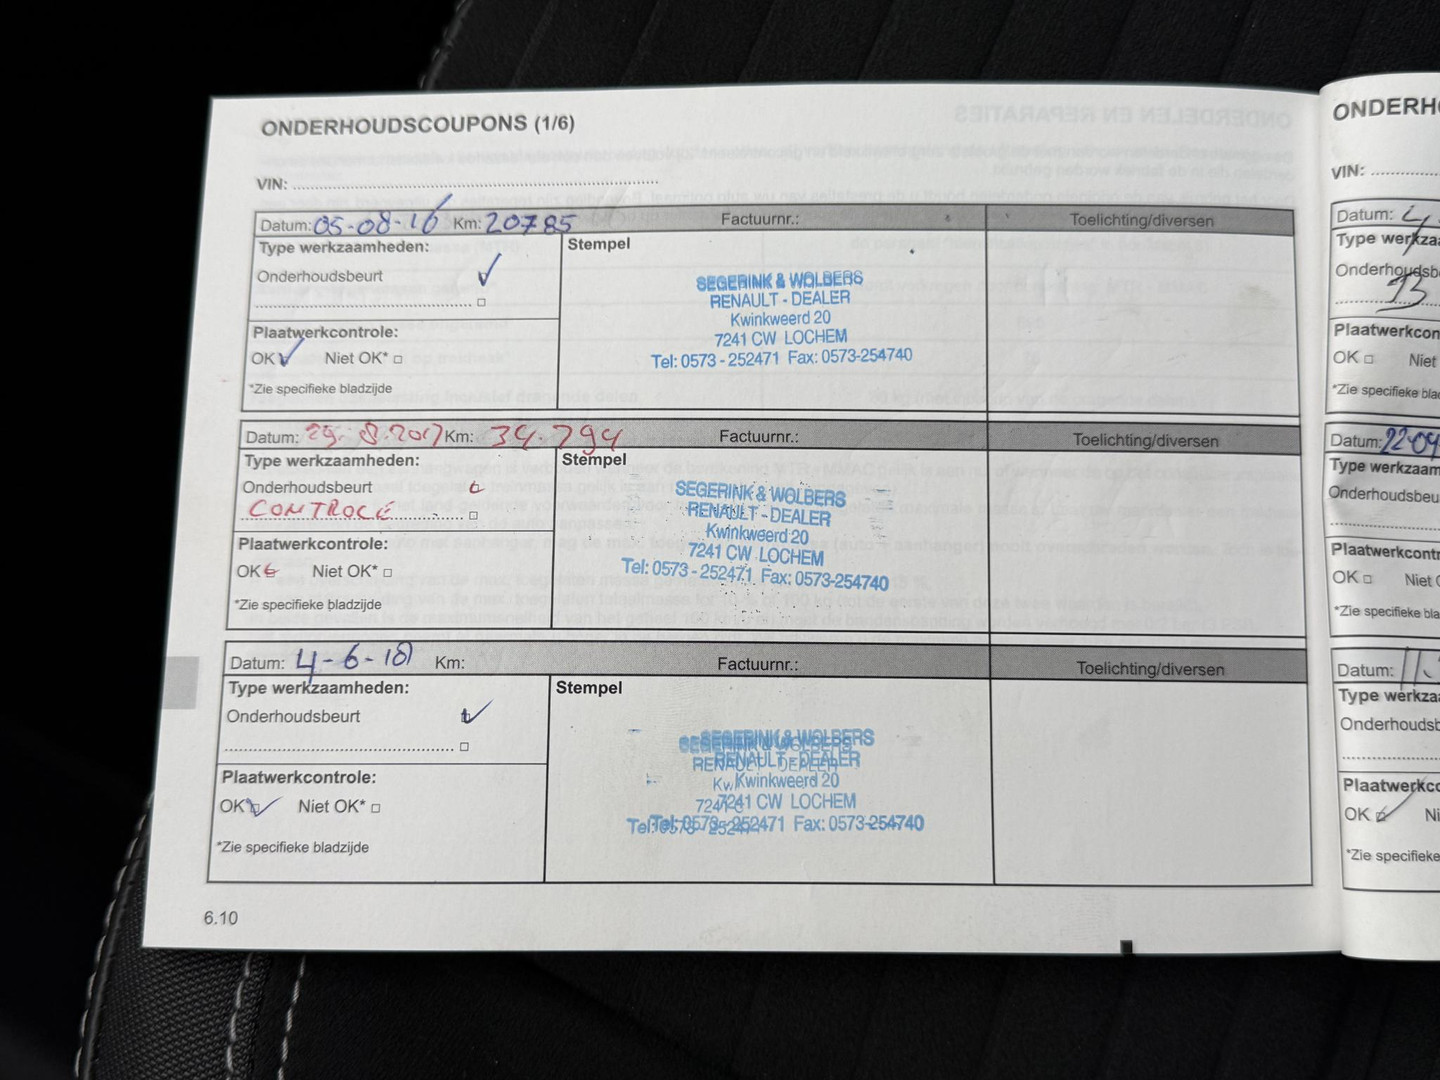 ONDERHOUDSCOUPONS (1/6)
VIN:
Datum: 05-08-16 Km: 20785 Factuurnr.: Toelichting/diversen
Type werkzaamheden: Stempel
Onderhoudsbeurt
SEGERINK & WOLBERS
RENAULT - DEALER
Kwinkweerd 20
7241 CW LOCHEM
Tel: 0573 - 252471 Fax: 0573-254740
Plaatwerkcontrole:
OK Niet OK*
*Zie specifieke bladzijde
Datum: 29-8-2017 Km: 34.794 Factuurnr.: Toelichting/diversen
Type werkzaamheden: Stempel
Onderhoudsbeurt
CONTROLE
SEGERINK & WOLBERS
RENAULT - DEALER
Kwinkweerd 20
7241 CW LOCHEM
Tel: 0573 - 252471 Fax: 0573-254740
Plaatwerkcontrole:
OK Niet OK*
*Zie specifieke bladzijde
Datum: 4-6-18 Km: Factuurnr.: Toelichting/diversen
Type werkzaamheden: Stempel
Onderhoudsbeurt
SEGERINK & WOLBERS
RENAULT - DEALER
Kwinkweerd 20
7241 CW LOCHEM
Tel: 0573 - 252471 Fax: 0573-254740
Plaatwerkcontrole:
OK Niet OK*
*Zie specifieke bladzijde
6.10
ONDERH
VIN:
Datum:
Type werkza
Onderhoudsb
Plaatwerkcon
OK Niet
*Zie specifieke bla
Datum: 22-09
Type werkzaam
Onderhoudsbeu
Plaatwerkcontr
OK Niet
*Zie specifieke bla
Datum:
Type werkza
Onderhoudsb
Plaatwerkco
OK Ni
*Zie specifieke